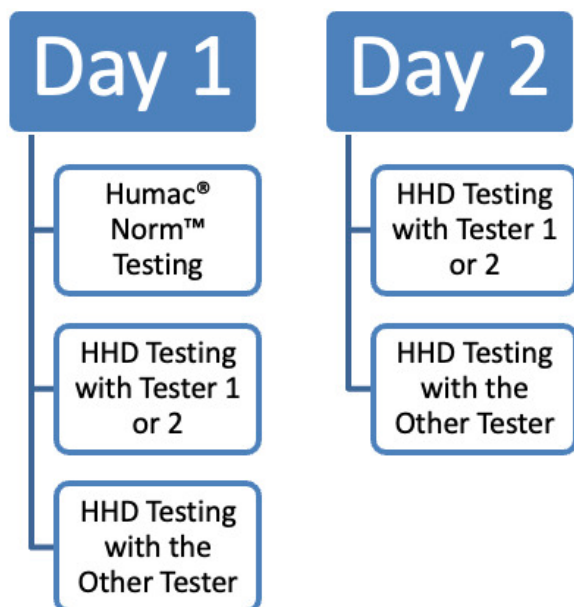 Day 1
Humac®
Norm™
Testing
HHD Testing
with Tester 1
or 2
HHD Testing
with the
Other Tester
Day 2
HHD Testing
with Tester 1
or 2
HHD Testing
with the
Other Tester